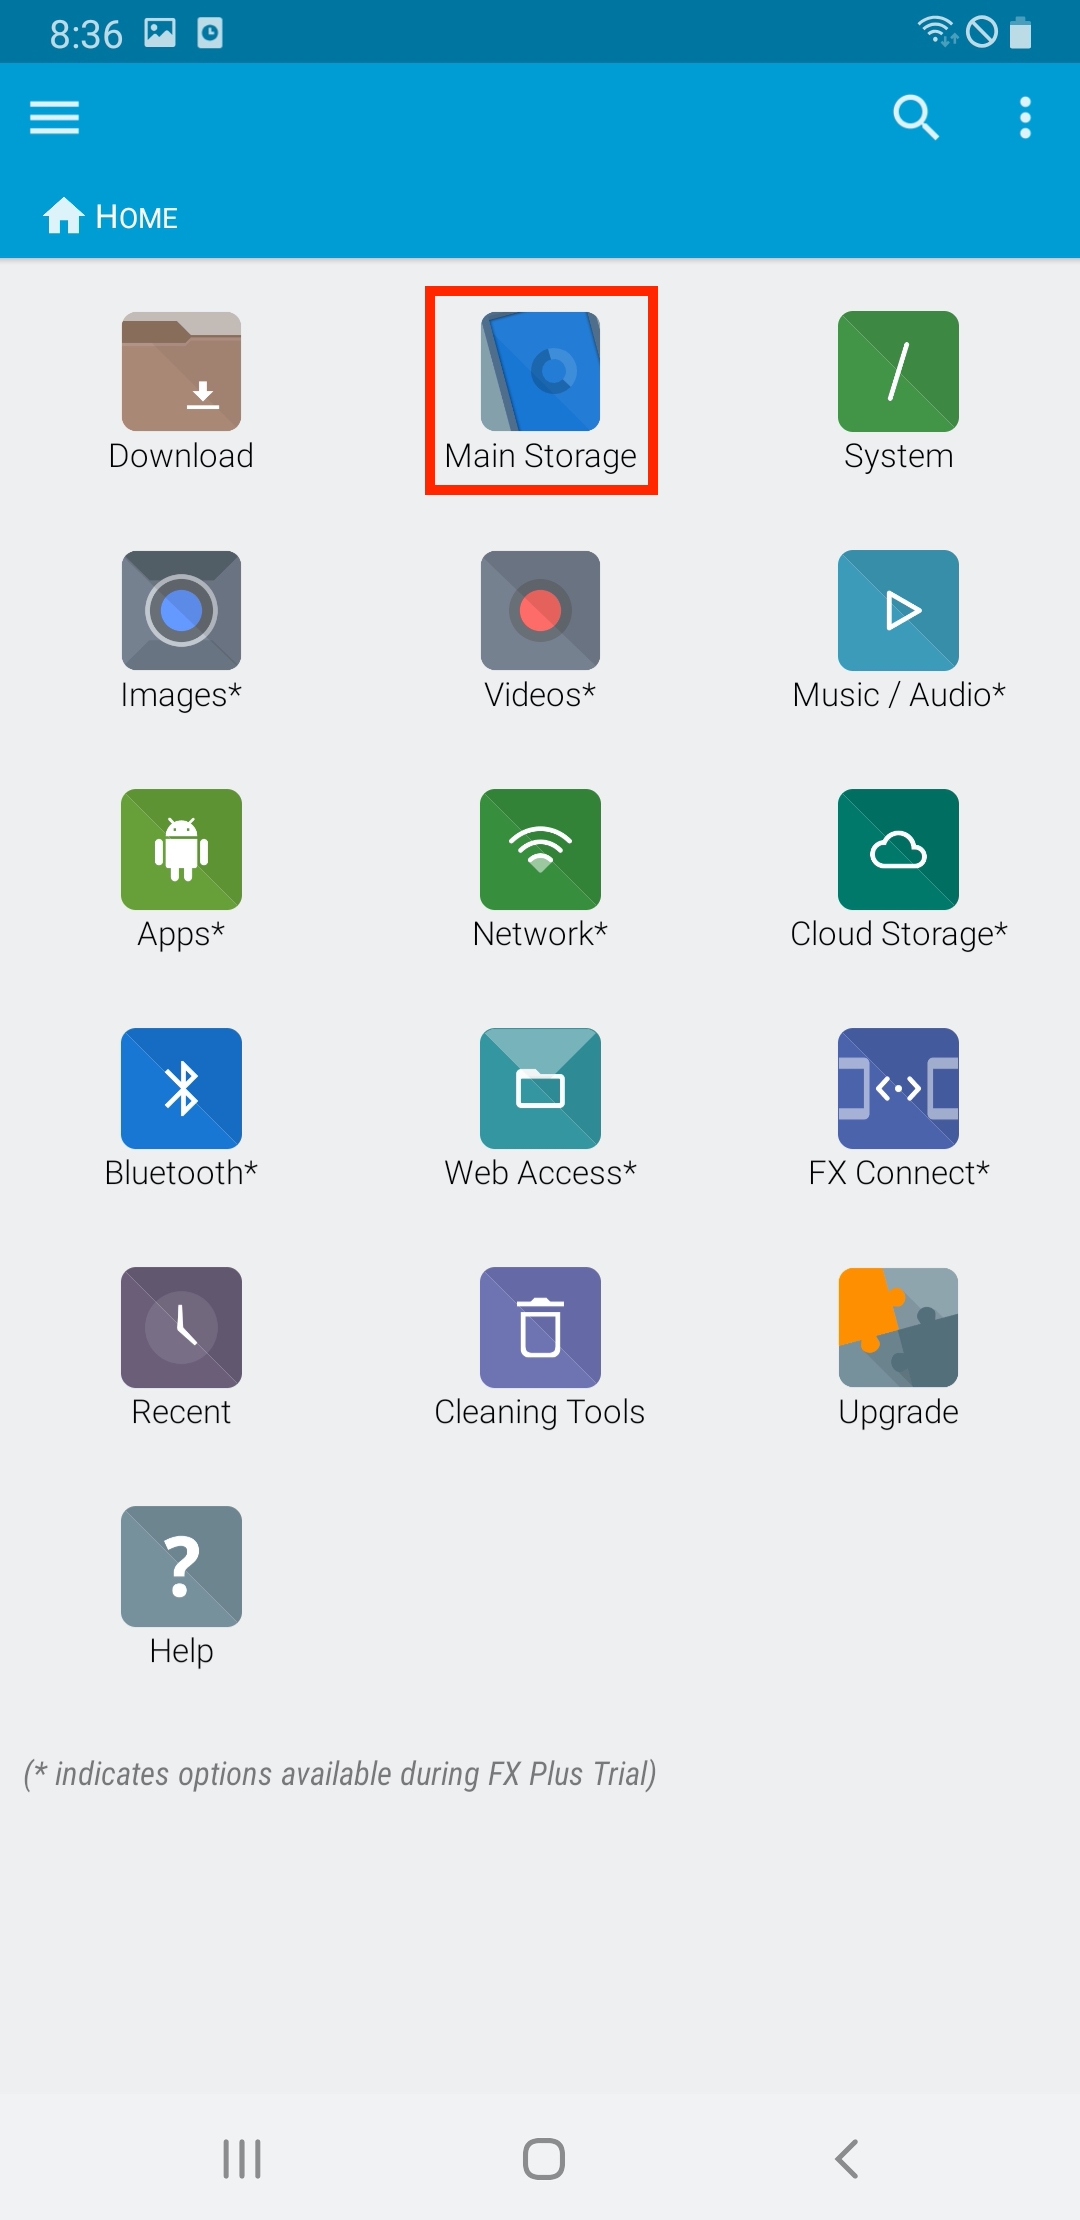 8:36
HOME
Download
Main Storage
System
Images*
Videos*
Music / Audio*
Apps*
Network*
Cloud Storage*
Bluetooth*
Web Access*
FX Connect*
Recent
Cleaning Tools
Upgrade
?
Help
(* indicates options available during FX Plus Trial)